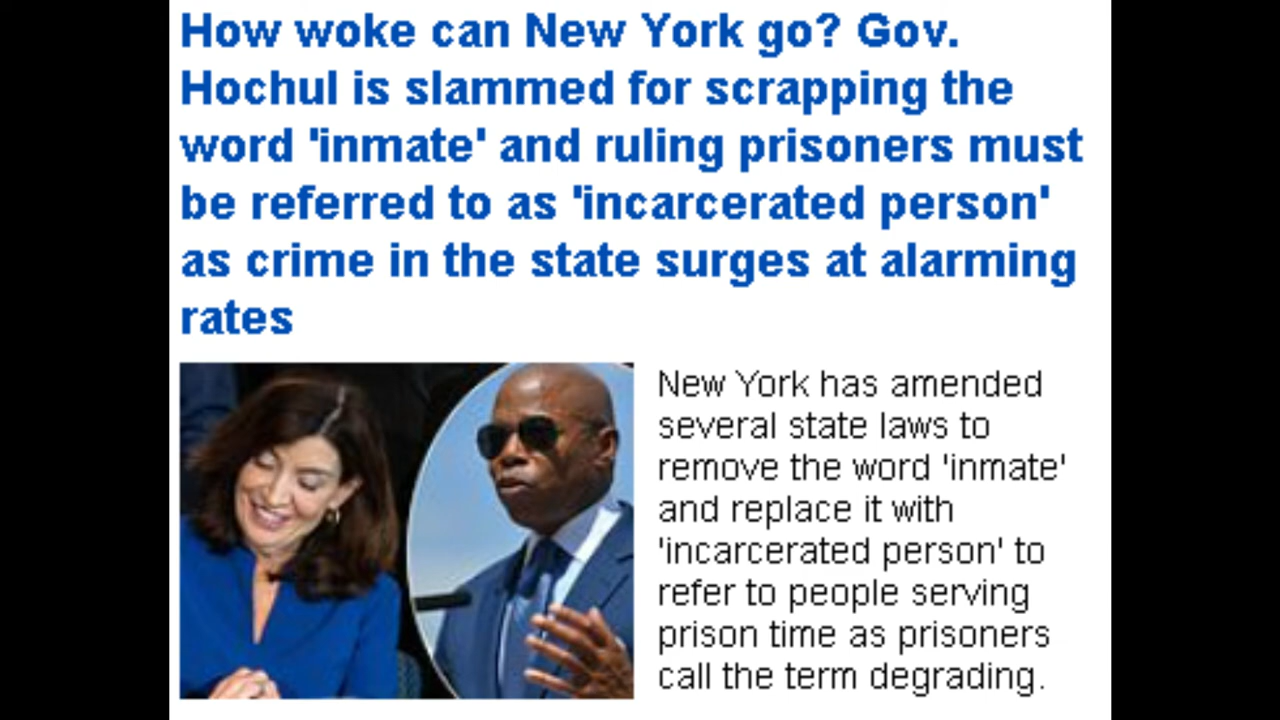 How woke can New York go? Gov.
Hochul is slammed for scrapping the
word 'inmate' and ruling prisoners must
be referred to as 'incarcerated person'
as crime in the state surges at alarming
rates
New York has amended
several state laws to
remove the word 'inmate'
and replace it with
'incarcerated person' to
refer to people serving
prison time as prisoners
call the term degrading.